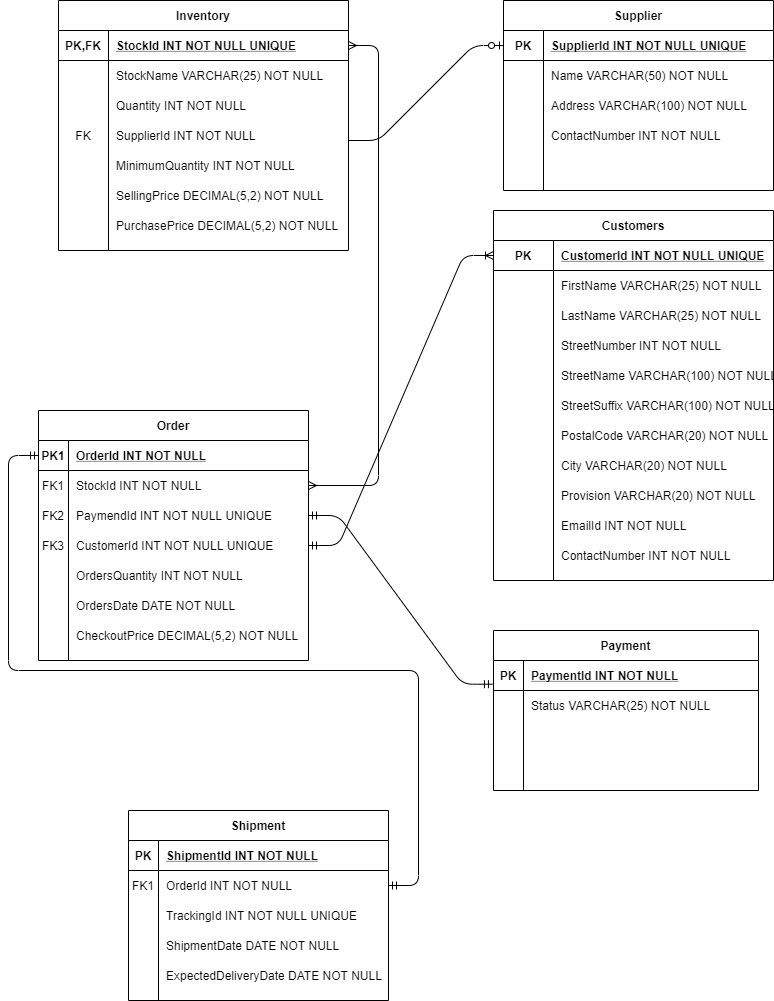 Inventory
PK,FK StockId INT NOT NULL UNIQUE
StockName VARCHAR(25) NOT NULL
Quantity INT NOT NULL
FK SupplierId INT NOT NULL
MinimumQuantity INT NOT NULL
SellingPrice DECIMAL(5,2) NOT NULL
PurchasePrice DECIMAL(5,2) NOT NULL
Supplier
PK SupplierId INT NOT NULL UNIQUE
Name VARCHAR(50) NOT NULL
Address VARCHAR(100) NOT NULL
ContactNumber INT NOT NULL
Customers
PK CustomerId INT NOT NULL UNIQUE
FirstName VARCHAR(25) NOT NULL
LastName VARCHAR(25) NOT NULL
StreetNumber INT NOT NULL
StreetName VARCHAR(100) NOT NULL
StreetSuffix VARCHAR(100) NOT NULL
PostalCode VARCHAR(20) NOT NULL
City VARCHAR(20) NOT NULL
Provision VARCHAR(20) NOT NULL
EmailId INT NOT NULL
ContactNumber INT NOT NULL
Order
PK1 OrderId INT NOT NULL
FK1 StockId INT NOT NULL
FK2 PaymendId INT NOT NULL UNIQUE
FK3 CustomerId INT NOT NULL UNIQUE
OrdersQuantity INT NOT NULL
OrdersDate DATE NOT NULL
CheckoutPrice DECIMAL(5,2) NOT NULL
Payment
PK PaymentId INT NOT NULL
Status VARCHAR(25) NOT NULL
Shipment
PK ShipmentId INT NOT NULL
FK1 OrderId INT NOT NULL
TrackingId INT NOT NULL UNIQUE
ShipmentDate DATE NOT NULL
ExpectedDeliveryDate DATE NOT NULL